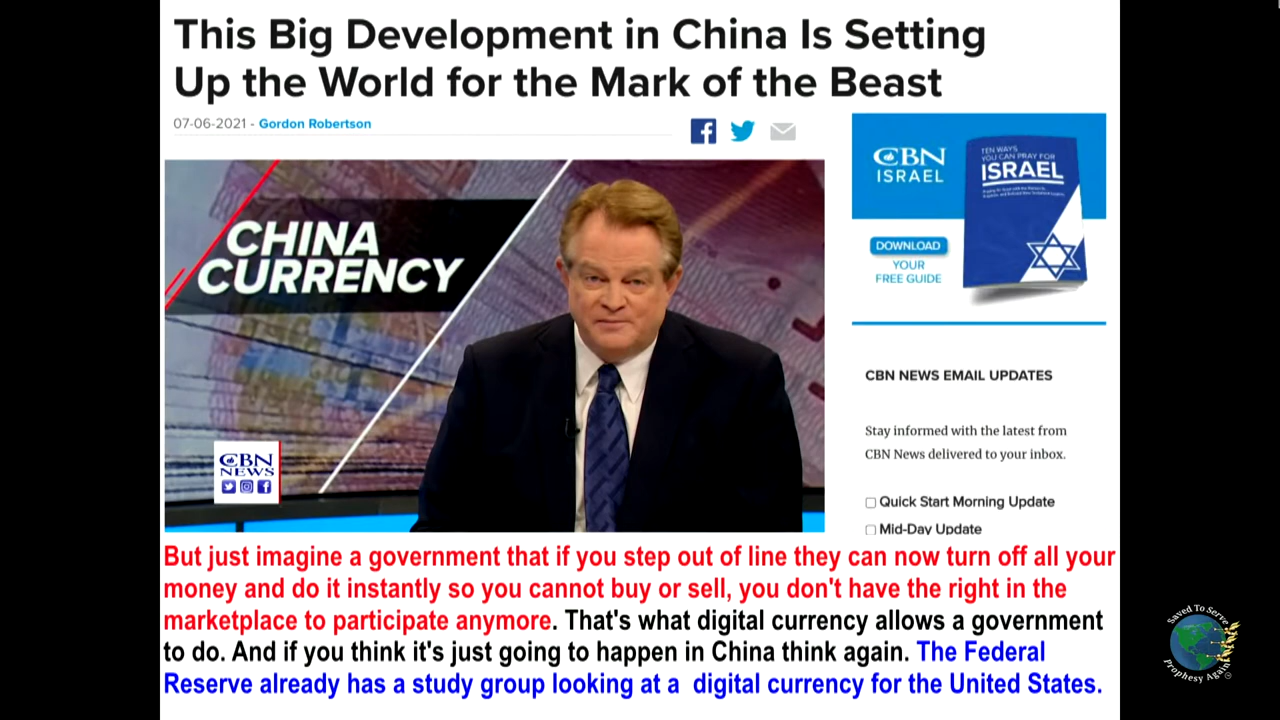 This Big Development in China Is Setting
Up the World for the Mark of the Beast
07-06-2021 - Gordon Robertson
CHINA
CURRENCY
CBN
NEWS
CBN
ISRAEL
TEN WAYS
YOU CAN PRAY FOR
ISRAEL
DOWNLOAD
YOUR
FREE GUIDE
CBN NEWS EMAIL UPDATES
Stay informed with the latest from
CBN News delivered to your inbox.
Quick Start Morning Update
Mid-Day Update
But just imagine a government that if you step out of line they can now turn off all your
money and do it instantly so you cannot buy or sell, you don't have the right in the
marketplace to participate anymore. That's what digital currency allows a government
to do. And if you think it's just going to happen in China think again. The Federal
Reserve already has a study group looking at a digital currency for the United States.
Saved To Serve
Prophesy Again